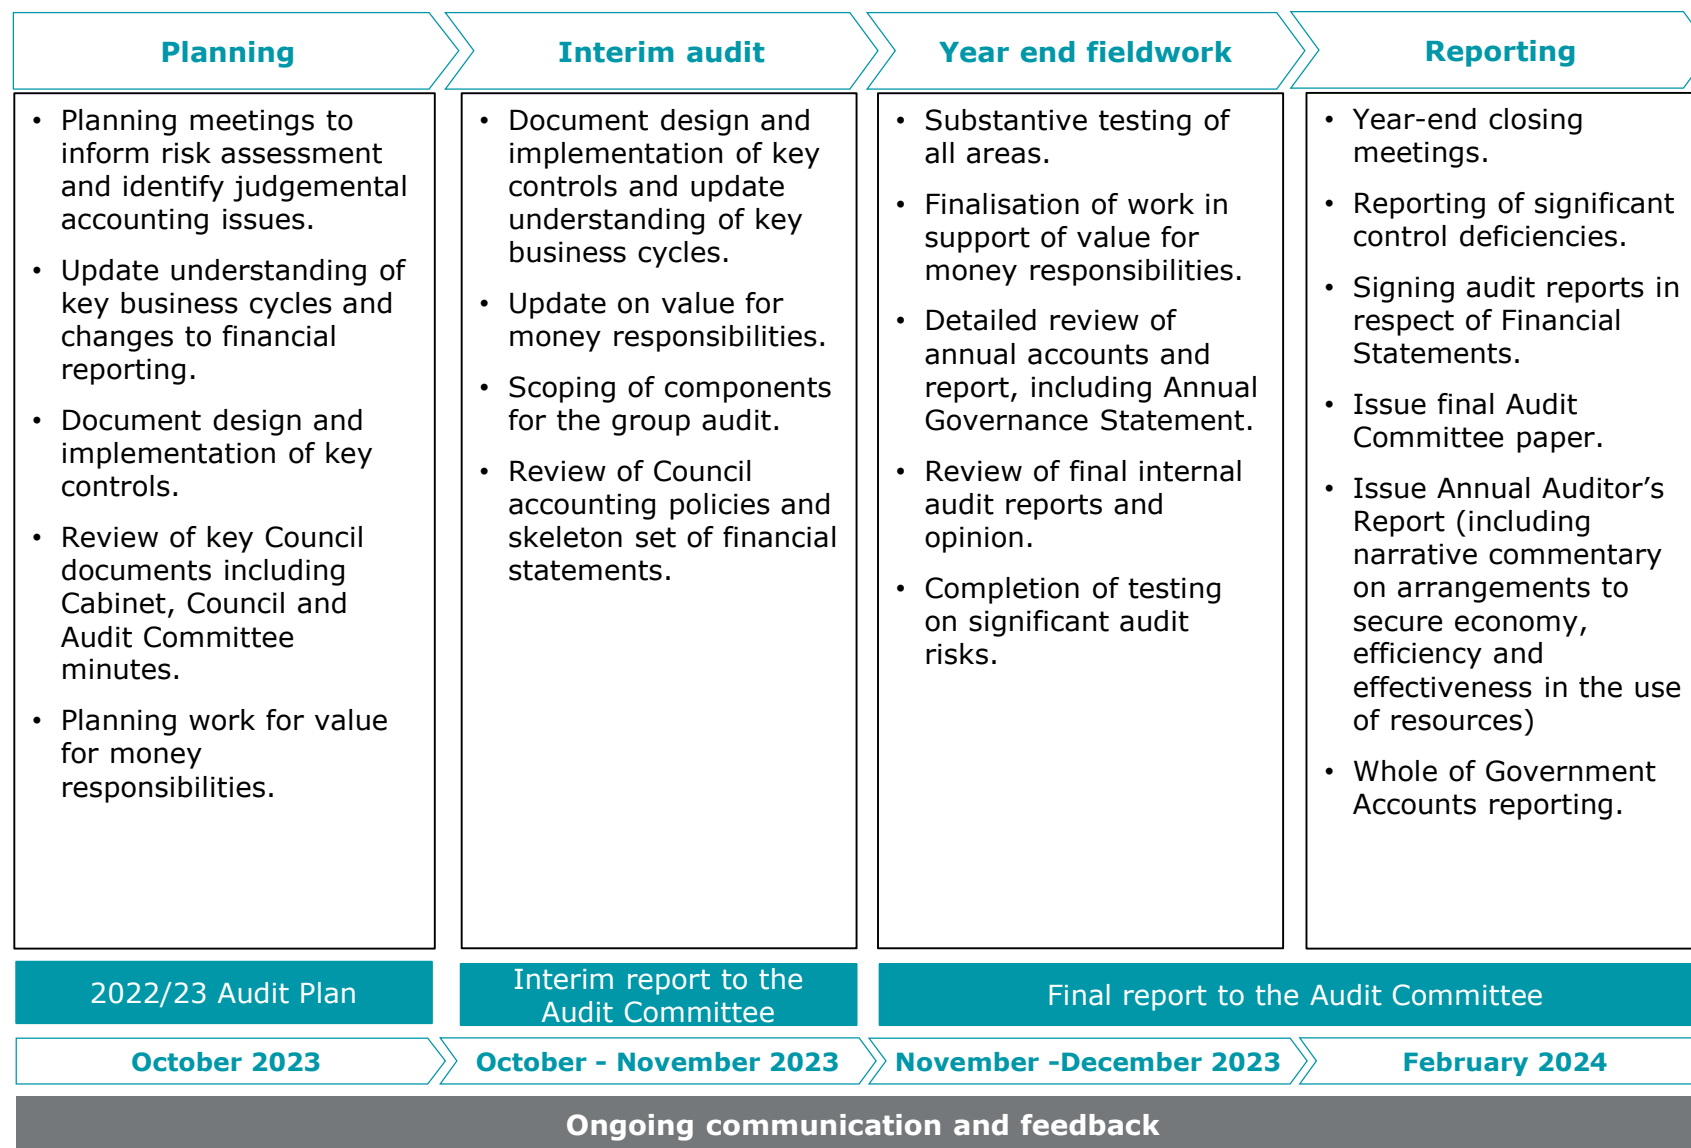 Planning
Interim audit
Year end fieldwork
Reporting
• Planning meetings to
inform risk assessment
and identify judgemental
accounting issues.
• Update understanding of
key business cycles and
changes to financial
reporting.
• Document design and
implementation of key
controls.
• Review of key Council
documents including
Cabinet, Council and
Audit Committee
minutes.
• Planning work for value
for money
responsibilities.
• Document design and
implementation of key
controls and update
understanding of key
business cycles.
• Update on value for
money responsibilities.
• Scoping of components
for the group audit.
• Review of Council
accounting policies and
skeleton set of financial
statements.
• Substantive testing of
all areas.
• Finalisation of work in
support of value for
money responsibilities.
• Detailed review of
annual accounts and
report, including Annual
Governance Statement.
• Review of final internal
audit reports and
opinion.
• Completion of testing
on significant audit
risks.
• Year-end closing
meetings.
• Reporting of significant
control deficiencies.
• Signing audit reports in
respect of Financial
Statements.
• Issue final Audit
Committee paper.
• Issue Annual Auditor’s
Report (including
narrative commentary
on arrangements to
secure economy,
efficiency and
effectiveness in the use
of resources)
• Whole of Government
Accounts reporting.
2022/23 Audit Plan
Interim report to the
Audit Committee
Final report to the Audit Committee
October 2023
October - November 2023
November -December 2023
February 2024
Ongoing communication and feedback